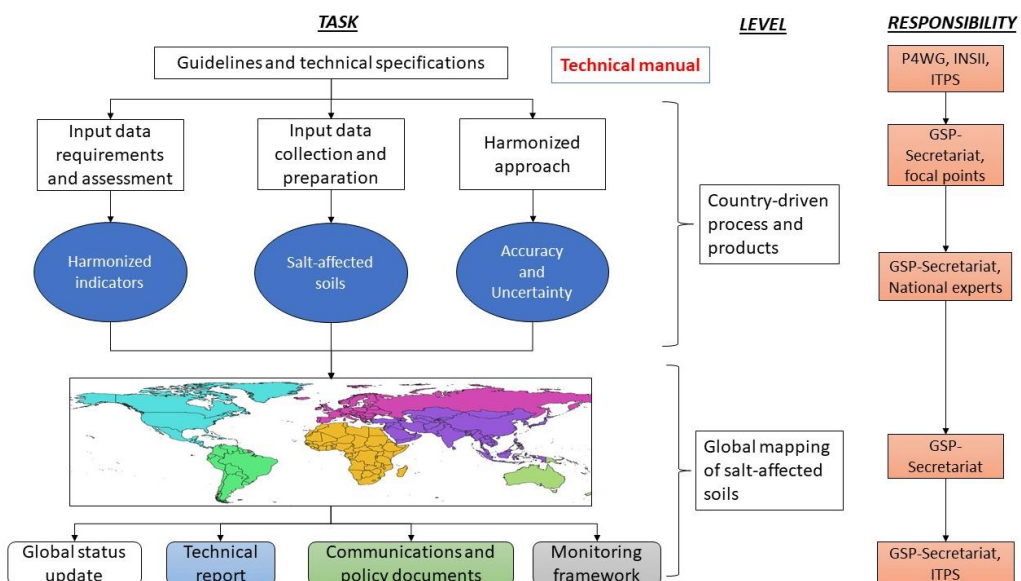 TASK
LEVEL
RESPONSIBILITY
Guidelines and technical specifications
Technical manual
P4WG, INSII,
ITPS
Input data
requirements
and assessment
Input data
collection and
preparation
Harmonized
approach
GSP-
Secretariat,
focal points
Country-driven
process and
products
Harmonized
indicators
Salt-affected
soils
Accuracy
and
Uncertainty
GSP-Secretariat,
National experts
Global mapping
of salt-affected
soils
GSP-
Secretariat
Global status
update
Technical
report
Communications and
policy documents
Monitoring
framework
GSP-Secretariat,
ITPS